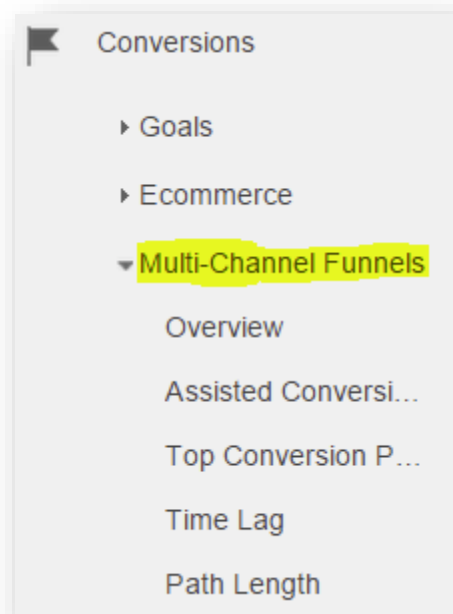 Conversions
Goals
Ecommerce
Multi-Channel Funnels
Overview
Assisted Conversi...
Top Conversion P...
Time Lag
Path Length